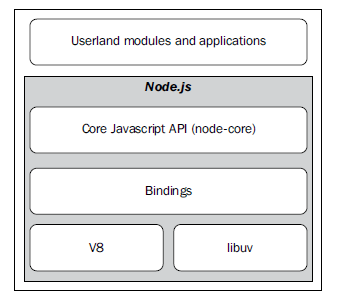 Userland modules and applications
Node.js
Core Javascript API (node-core)
Bindings
V8
libuv